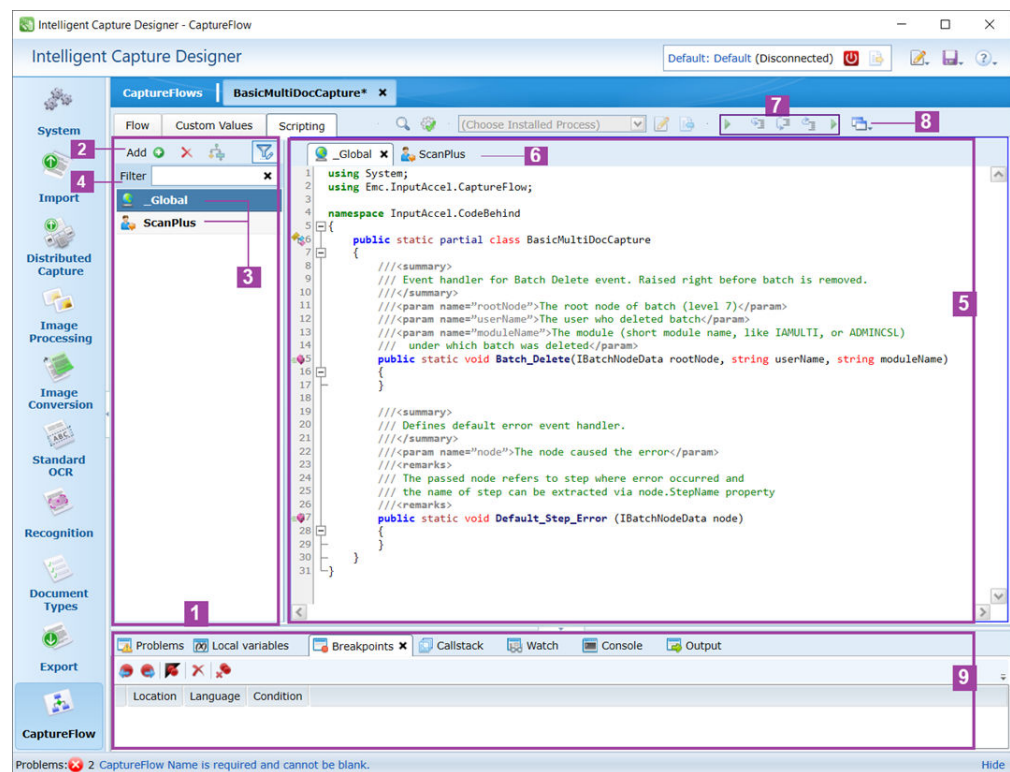 Intelligent Capture Designer - CaptureFlow
Intelligent Capture Designer
Default: Default (Disconnected)
CaptureFlows
BasicMultiDocCapture*
System
Import
Distributed
Capture
Image
Processing
Image
Conversion
ABC
Standard
OCR
Recognition
Document
Types
Export
CaptureFlow
Flow
Custom Values
Scripting
(Choose Installed Process)
7
8
2
Add
4
Filter
_Global
ScanPlus
3
1
_Global
ScanPlus
6
5
1 using System;
2 using Emc.InputAccel.CaptureFlow;
3
4 namespace InputAccel.CodeBehind
5 {
6 public static partial class BasicMultiDocCapture
7 {
8 ///<summary>
9 /// Event handler for Batch Delete event. Raised right before batch is removed.
10 ///</summary>
11 ///<param name="rootNode">The root node of batch (level 7)</param>
12 ///<param name="userName">The user who deleted batch</param>
13 ///<param name="moduleName">The module (short module name, like IAMULTI, or ADMINCSL)
14 /// under which batch was deleted</param>
5 public static void Batch_Delete(IBatchNodeData rootNode, string userName, string moduleName)
16 {
17 }
18
19 ///<summary>
20 /// Defines default error event handler.
21 ///</summary>
22 ///<param name="node">The node caused the error</param>
23 ///<remarks>
24 /// The passed node refers to step where error occurred and
25 /// the name of step can be extracted via node.StepName property
26 ///<remarks>
7 public static void Default_Step_Error (IBatchNodeData node)
28 {
29 }
30 }
31 }
Problems
Local variables
Breakpoints
Callstack
Watch
Console
Output
9
Location
Language
Condition
Problems: 2 CaptureFlow Name is required and cannot be blank.
Hide